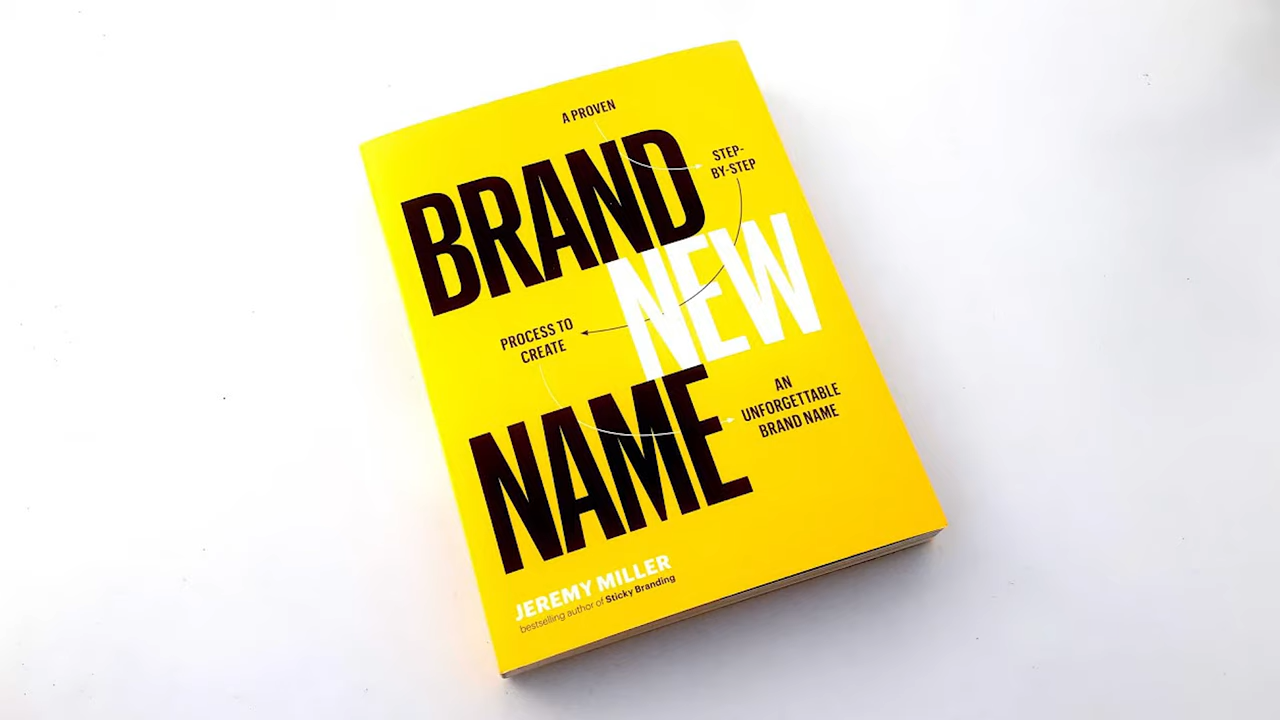 A PROVEN
BRAND
STEP-
BY-STEP
NEW
PROCESS TO
CREATE
NAME
AN
UNFORGETTABLE
BRAND NAME
JEREMY MILLER
bestselling author of Sticky Branding